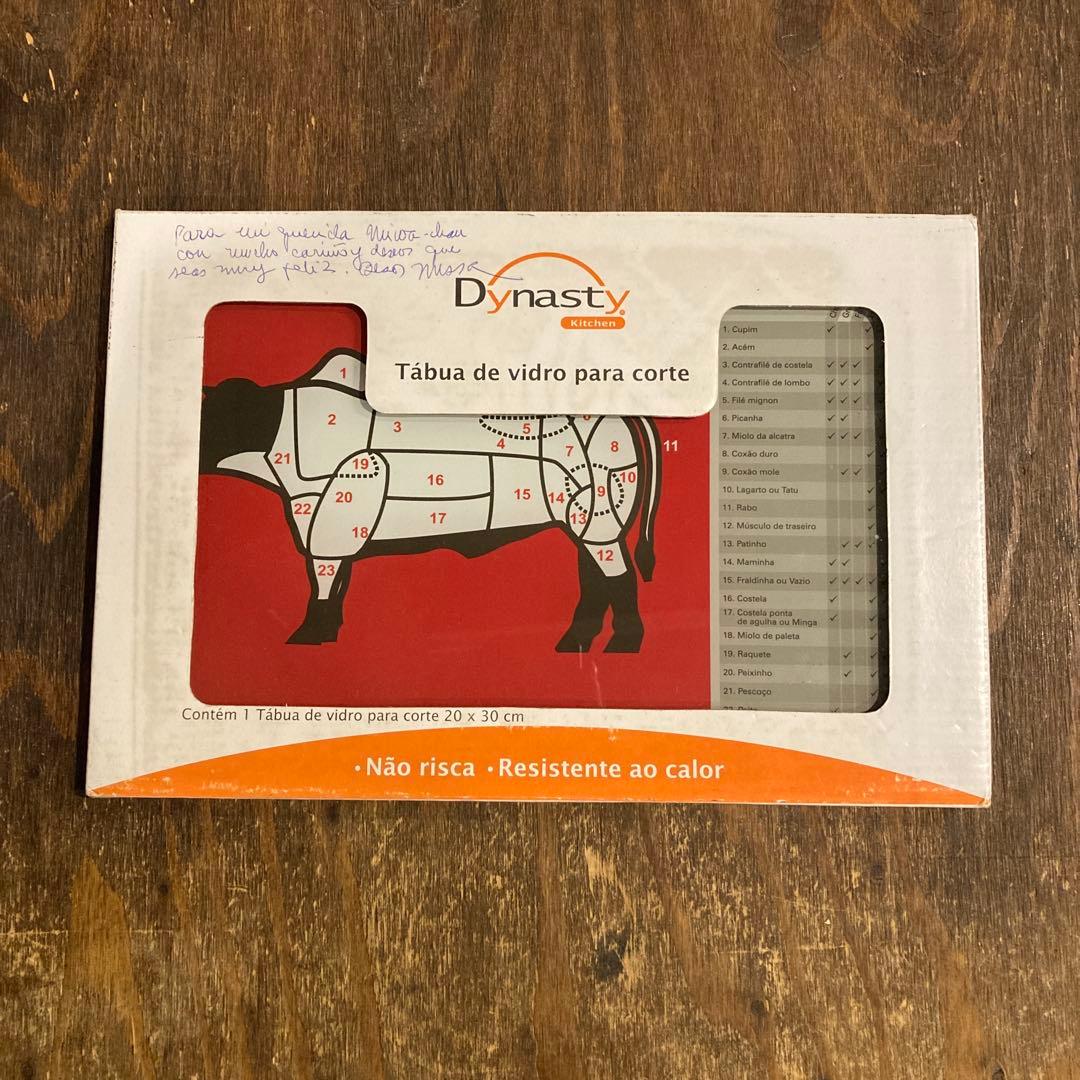 Para mi querida Miwa-chan
con mucho cariño y deseos que
seas muy feliz. Besos
Dynasty
Kitchen
Tábua de vidro para corte
1
2
3
4
5
7
8
9
10
11
12
13
14
15
16
17
18
19
20
21
22
23
1. Cupim
2. Acém
3. Contrafilé de costela
4. Contrafilé de lombo
5. Filé mignon
6. Picanha
7. Miolo da alcatra
8. Coxão duro
9. Coxão mole
10. Lagarto ou Tatu
11. Rabo
12. Músculo de traseiro
13. Patinho
14. Maminha
15. Fraldinha ou Vazio
16. Costela
17. Costela ponta
de agulha ou Minga
18. Miolo de paleta
19. Raquete
20. Peixinho
21. Pescoço
Contém 1 Tábua de vidro para corte 20 x 30 cm
•Não risca •Resistente ao calor